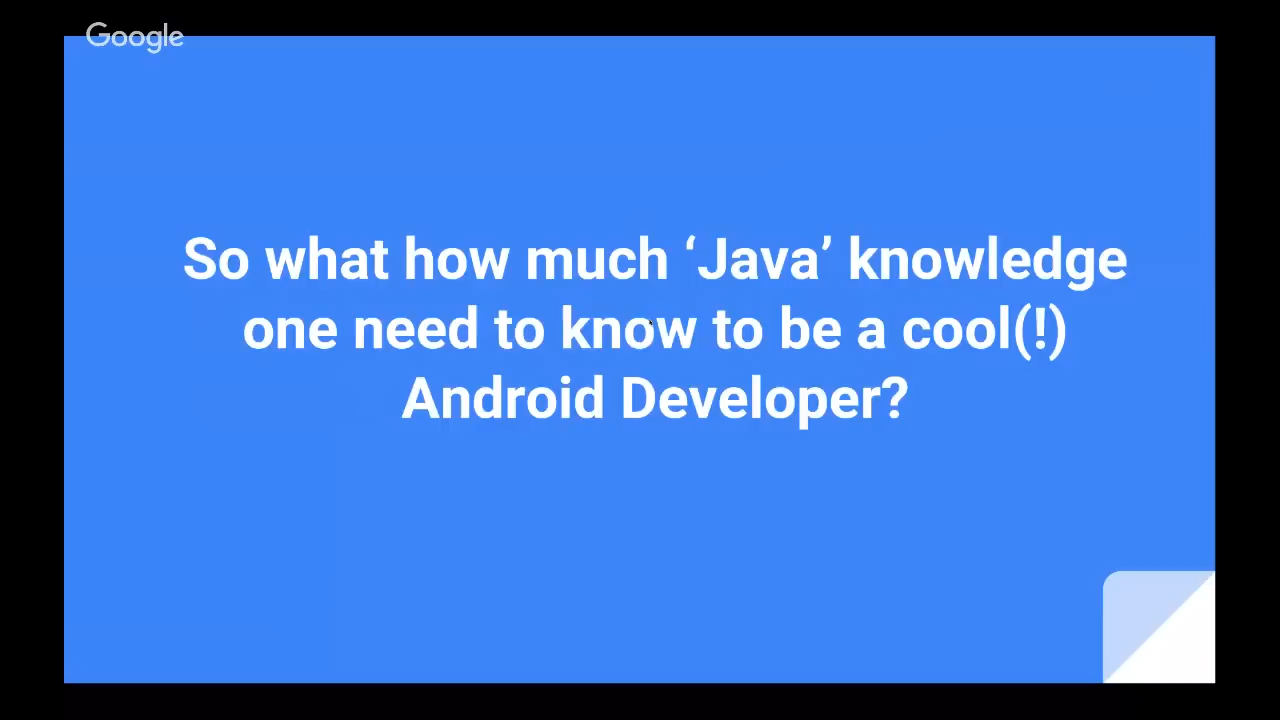 Google
So what how much ‘Java’ knowledge
one need to know to be a cool(!)
Android Developer?